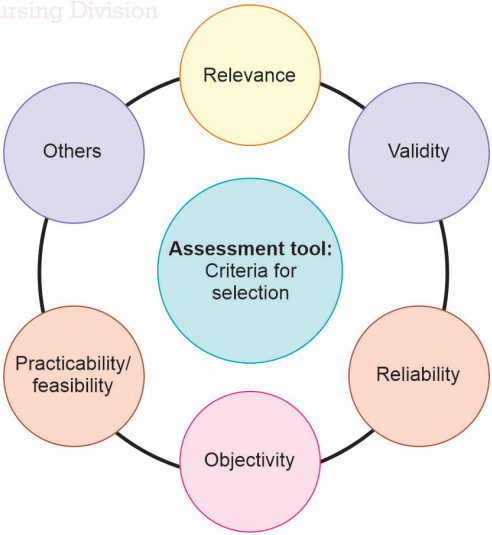 ursing Division
Relevance
Others
Validity
Assessment tool:
Criteria for
selection
Practicability/
feasibility
Reliability
Objectivity